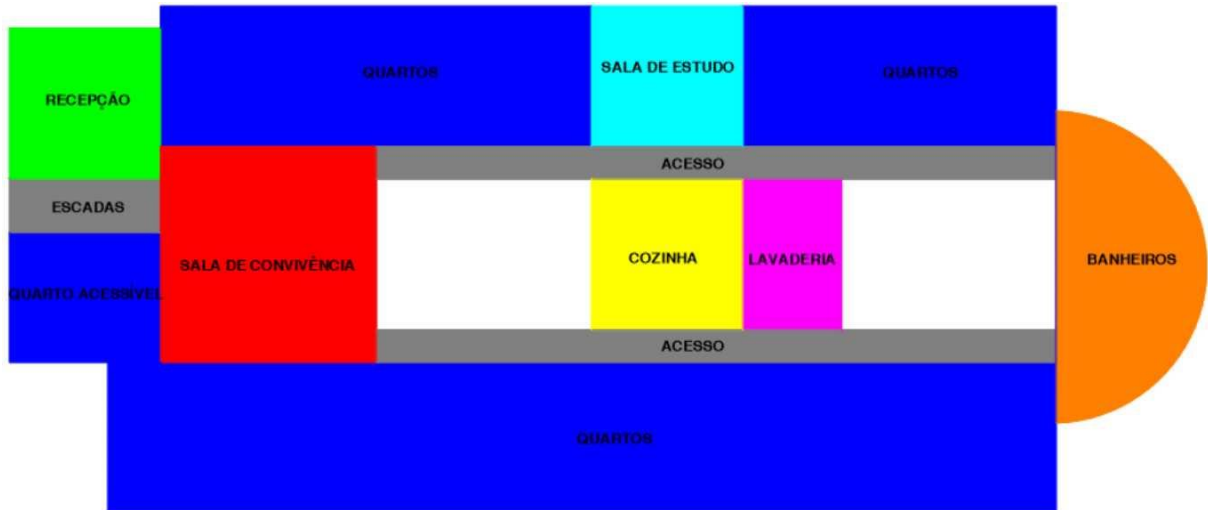 QUARTOS
SALA DE ESTUDO
QUARTOS
RECEPÇÃO
ACESSO
ESCADAS
SALA DE CONVIVÊNCIA
COZINHA
LAVADERIA
BANHEIROS
QUARTO ACESSÍVEL
ACESSO
QUARTOS